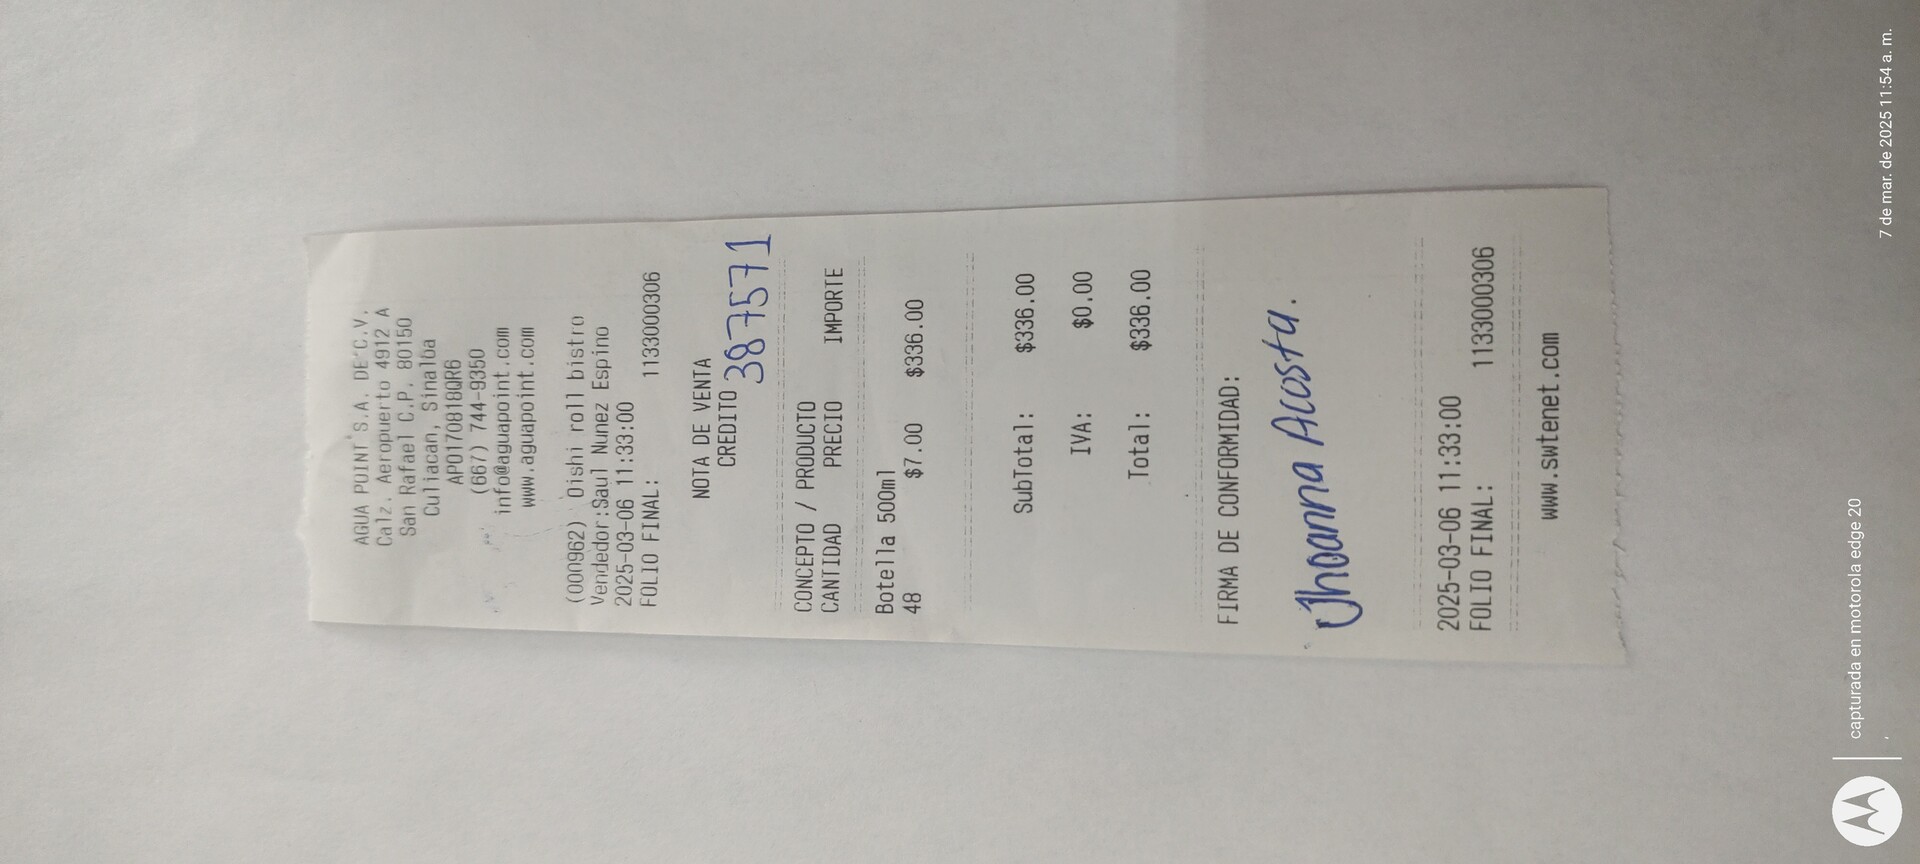 AGUA POINT S.A. DE C.V.
Calz. Aeropuerto 4912 A
San Rafael C.P. 80150
Culiacan, Sinaloa
APO170818QR6
(667) 744-9350
info@aguapoint.com
www.aguapoint.com
(000962) Oishi roll bistro
Vendedor:Saul Nunez Espino
2025-03-06 11:33:00
FOLIO FINAL: 1133000306
NOTA DE VENTA
CREDITO 387571
CONCEPTO / PRODUCTO
CANTIDAD PRECIO IMPORTE
Botella 500ml
48 $7.00 $336.00
SubTotal: $336.00
IVA: $0.00
Total: $336.00
FIRMA DE CONFORMIDAD:
Jhoanna Acosta.
2025-03-06 11:33:00
FOLIO FINAL: 1133000306
www.swtenet.com
capturada en motorola edge 20
7 de mar. de 2025 11:54 a. m.